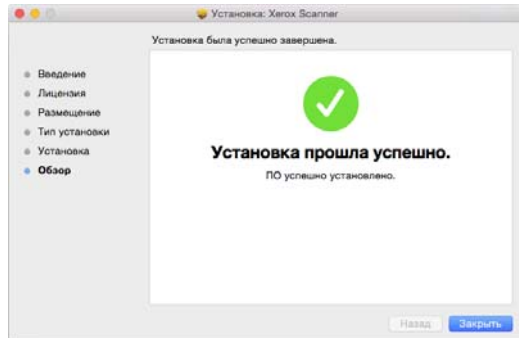 Установка: Xerox Scanner
Установка была успешно завершена.
Введение
Лицензия
Размещение
Тип установки
Установка
Обзор
Установка прошла успешно.
ПО успешно установлено.
Назад
Закрыть